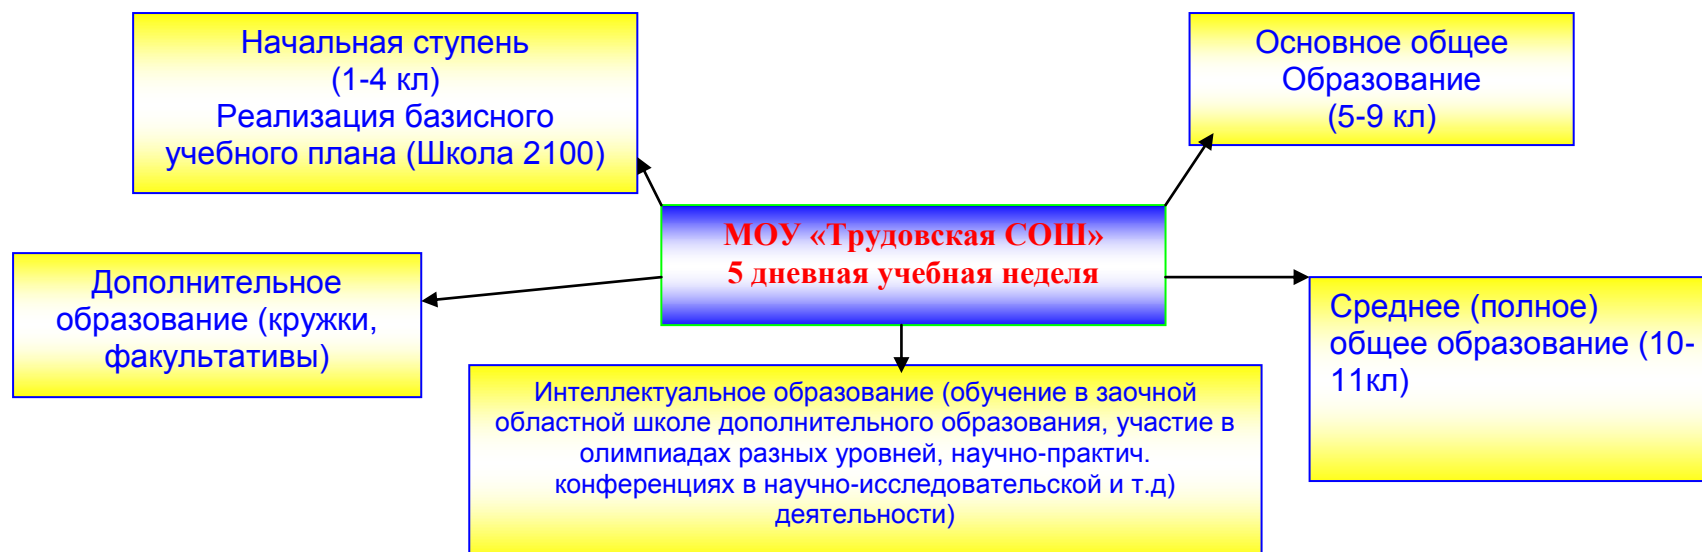 Начальная ступень
(1-4 кл)
Реализация базисного
учебного плана (Школа 2100)
Основное общее
Образование
(5-9 кл)
МОУ «Трудовская СОШ»
5 дневная учебная неделя
Дополнительное
образование (кружки,
факультативы)
Среднее (полное)
общее образование (10-
11кл)
Интеллектуальное образование (обучение в заочной
областной школе дополнительного образования, участие в
олимпиадах разных уровней, научно-практич.
конференциях в научно-исследовательской и т.д)
деятельности)